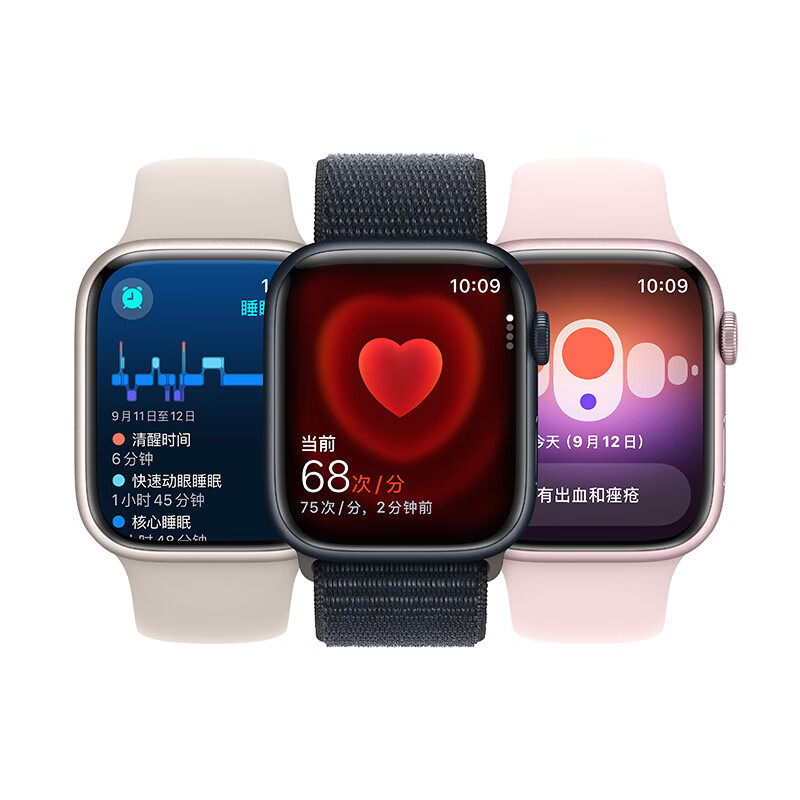 睡
9月11日至12日
清醒时间
6分钟
快速动眼睡眠
1小时45分钟
核心睡眠
10:09
当前
68次/分
75次/分，2分钟前
10:09
今天（9月12日）
有出血和痤疮